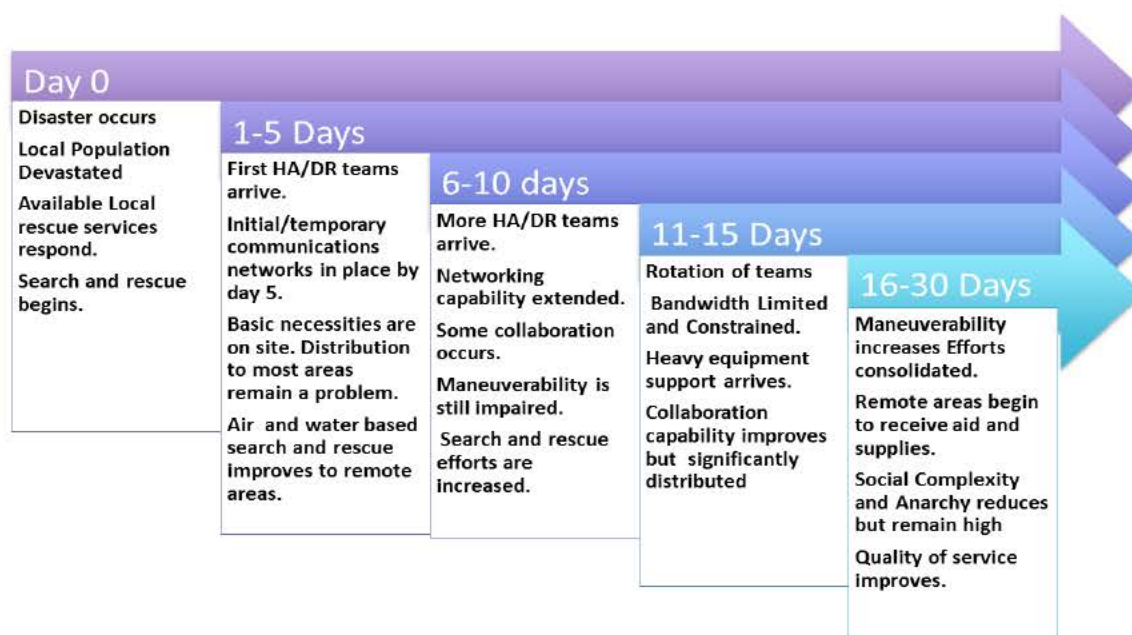 Day 0
Disaster occurs
Local Population
Devastated
Available Local
rescue services
respond.
Search and rescue
begins.
1-5 Days
First HA/DR teams
arrive.
Initial/temporary
communications
networks in place by
day 5.
Basic necessities are
on site. Distribution
to most areas
remain a problem.
Air and water based
search and rescue
improves to remote
areas.
6-10 days
More HA/DR teams
arrive.
Networking
capability extended.
Some collaboration
occurs.
Maneuverability is
still impaired.
Search and rescue
efforts are
increased.
11-15 Days
Rotation of teams
Bandwidth Limited
and Constrained.
Heavy equipment
support arrives.
Collaboration
capability improves
but significantly
distributed
16-30 Days
Maneuverability
increases Efforts
consolidated.
Remote areas begin
to receive aid and
supplies.
Social Complexity
and Anarchy reduces
but remain high
Quality of service
improves.